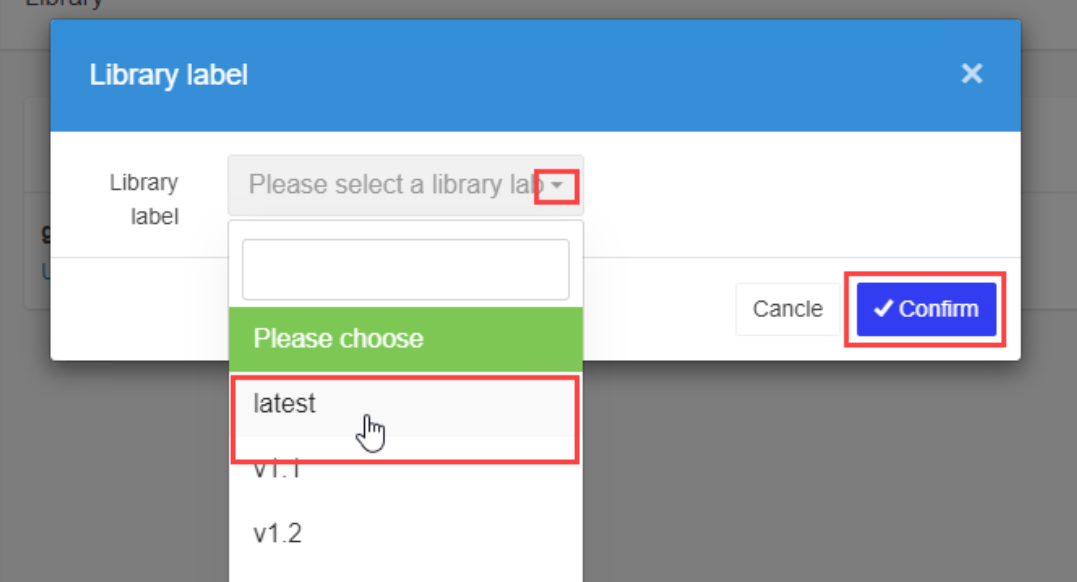 Library
Library label
Library
label
Please select a library lab
Please choose
latest
v1.1
v1.2
Cancle
Confirm